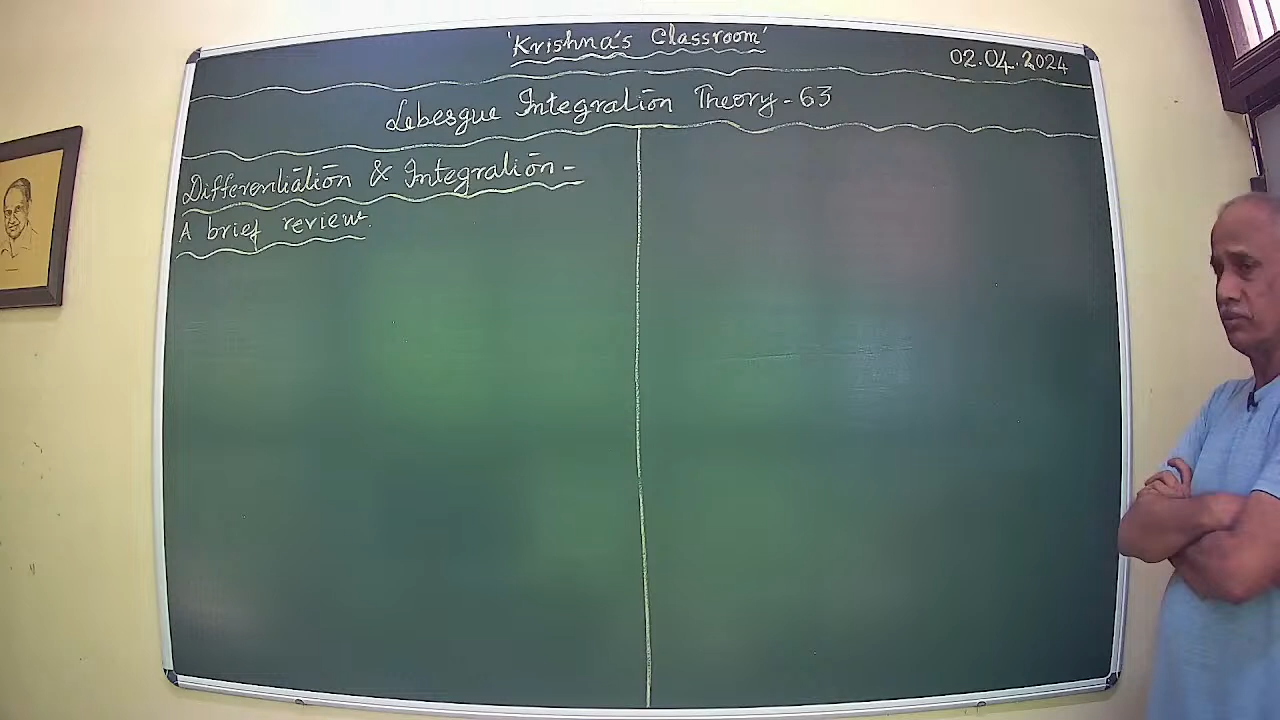 'Krishna's Classroom'
02.04.2024
Lebesgue Integration Theory - 63
Differentiation & Integration -
A brief review.